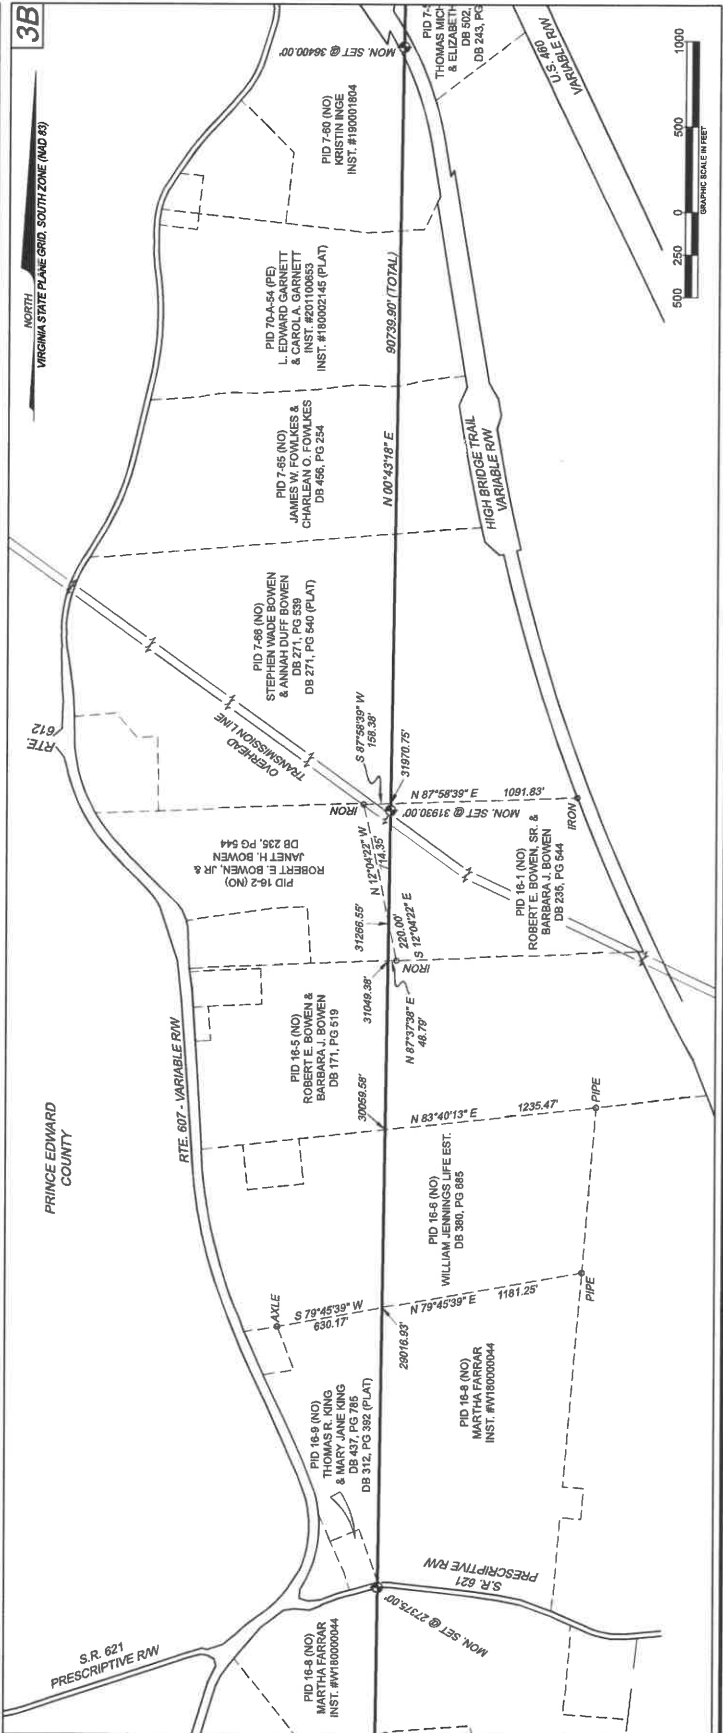 3B
NORTH
VIRGINIA STATE PLANE GRID, SOUTH ZONE (NAD 83)
PRINCE EDWARD
COUNTY
MON. SET @ 36400.00'
PID 7-
THOMAS MICH
& ELIZABETH
DB 502,
DB 243, PG
U.S. 460
VARIABLE R/W
1000
500
0
250
500
GRAPHIC SCALE IN FEET
PID 7-60 (NO)
KRISTIN INGE
INST. #190001804
PID 70-A-54 (PE)
L. EDWARD GARNETT
& CAROL A. GARNETT
INST. #201100653
INST. #180002145 (PLAT)
90739.90' (TOTAL)
PID 7-65 (NO)
JAMES W. FOWLKES &
CHARLEAN O. FOWLKES
DB 456, PG 254
N 00°43'18" E
HIGH BRIDGE TRAIL
VARIABLE R/W
PID 7-66 (NO)
STEPHEN WADE BOWEN
& ANNAH DUFF BOWEN
DB 271, PG 539
DB 271, PG 540 (PLAT)
RTE.
612
OVERHEAD
TRANSMISSION LINE
S 87°58'39" W
158.38'
31970.75'
N 87°58'39" E
1091.83'
MON. SET @ 31930.00'
IRON
IRON
PID 16-2 (NO)
ROBERT E. BOWEN, JR &
JANET H. BOWEN
DB 235, PG 544
N 12°04'22" W
714.35'
31266.55'
220.00'
S 12°04'22" E
IRON
31049.38'
N 87°37'38" E
48.79'
PID 16-1 (NO)
ROBERT E. BOWEN, SR. &
BARBARA J. BOWEN
DB 235, PG 544
PID 16-5 (NO)
ROBERT E. BOWEN &
BARBARA J. BOWEN
DB 171, PG 519
RTE. 607 - VARIABLE R/W
30059.58'
N 83°40'13" E
1235.47'
PIPE
PID 16-6 (NO)
WILLIAM JENNINGS LIFE EST.
DB 380, PG 685
AXLE
S 79°45'39" W
630.17'
N 79°45'39" E
1181.25'
PIPE
29016.93'
PID 16-8 (NO)
MARTHA FARRAR
INST. #W180000044
PID 16-9 (NO)
THOMAS R. KING
& MARY JANE KING
DB 437, PG 785
DB 312, PG 392 (PLAT)
S.R. 621
PRESCRIPTIVE R/W
MON. SET @ 27375.00'
S.R. 621
PRESCRIPTIVE R/W
PID 16-8 (NO)
MARTHA FARRAR
INST. #W180000044